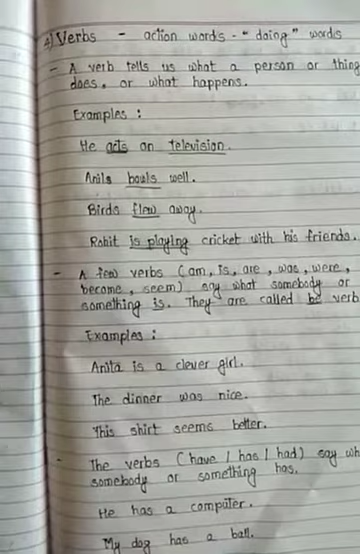 4) Verbs - action words - "doing" words
- A verb tells us what a person or thing
does, or what happens.
Examples :
He acts on television.
Anila bowls well.
Birds flew away.
Rohit is playing cricket with his friends.
- A few verbs (am, is, are, was, were,
become, seem) say what somebody or
something is. They are called be verb
Examples :
Anita is a clever girl.
The dinner was nice.
This shirt seems better.
- The verbs (have / has / had) say wh
somebody or something has.
He has a computer.
My dog has a ball.